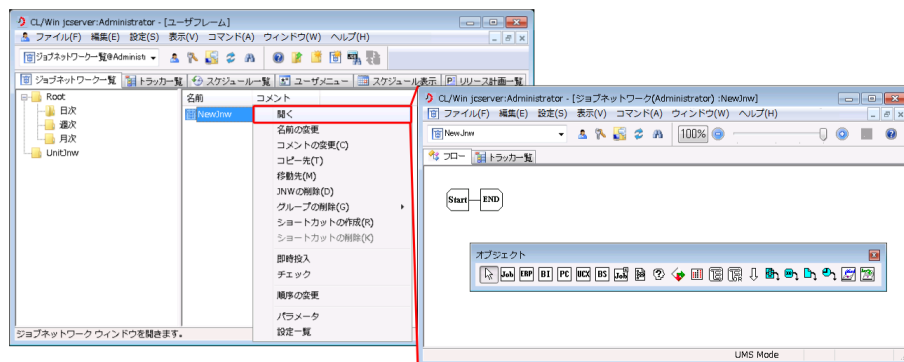 CL/Win jcserver:Administrator - [ユーザフレーム]
ファイル(F) 編集(E) 設定(S) 表示(V) コマンド(A) ウィンドウ(W) ヘルプ(H)
ジョブネットワーク一覧@Administr
ジョブネットワーク一覧 トラッカ一覧 スケジュール一覧 ユーザメニュー スケジュール表示 リリース計画一覧
Root
日次
週次
月次
UnitJnw
名前 コメント
NewJnw
開く
名前の変更
コメントの変更(C)
コピー先(T)
移動先(M)
JNWの削除(D)
グループの削除(G)
ショートカットの作成(R)
ショートカットの削除(K)
即時投入
チェック
順序の変更
パラメータ
設定一覧
ジョブネットワーク ウィンドウを開きます。
CL/Win jcserver:Administrator - [ジョブネットワーク(Administrator) :NewJnw]
ファイル(F) 編集(E) 設定(S) 表示(V) コマンド(A) ウィンドウ(W) ヘルプ(H)
NewJnw 100%
フロー トラッカ一覧
Start END
オブジェクト
Job ERP BI PC UCX BS Job
UMS Mode